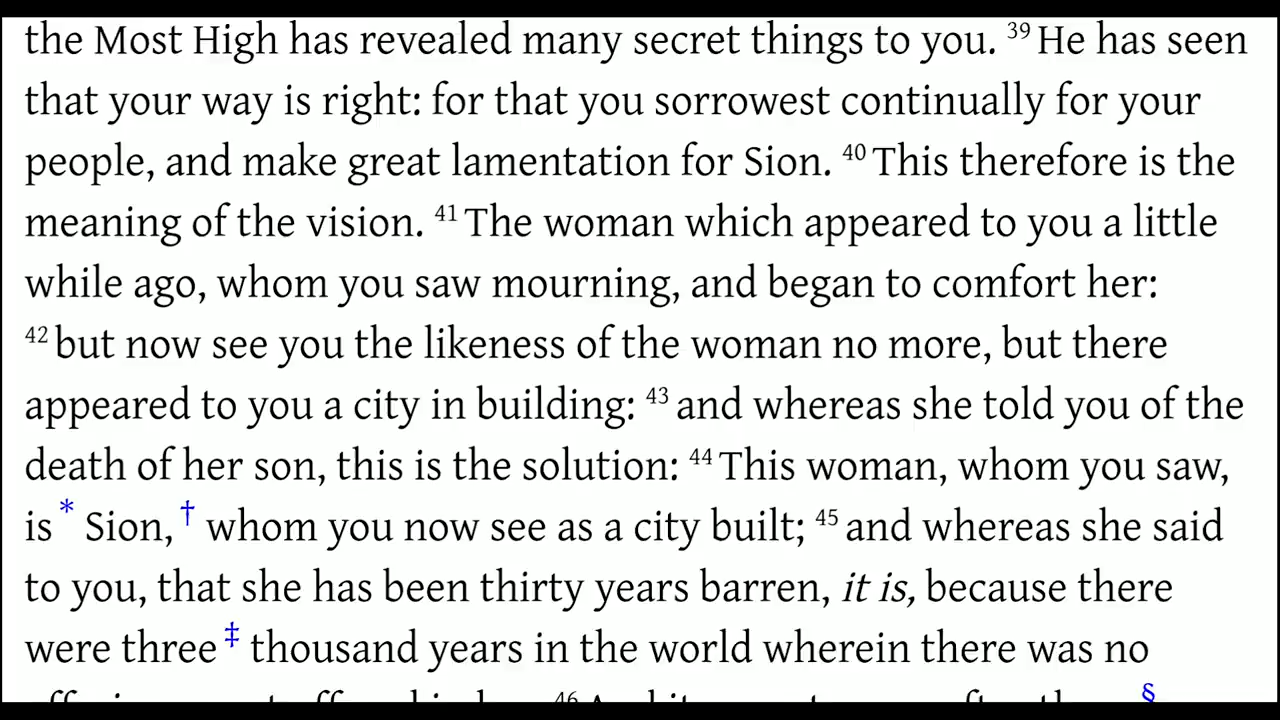 the Most High has revealed many secret things to you. 39 He has seen
that your way is right: for that you sorrowest continually for your
people, and make great lamentation for Sion. 40 This therefore is the
meaning of the vision. 41 The woman which appeared to you a little
while ago, whom you saw mourning, and began to comfort her:
42 but now see you the likeness of the woman no more, but there
appeared to you a city in building: 43 and whereas she told you of the
death of her son, this is the solution: 44 This woman, whom you saw,
is * Sion, † whom you now see as a city built; 45 and whereas she said
to you, that she has been thirty years barren, it is, because there
were three ‡ thousand years in the world wherein there was no
46 §